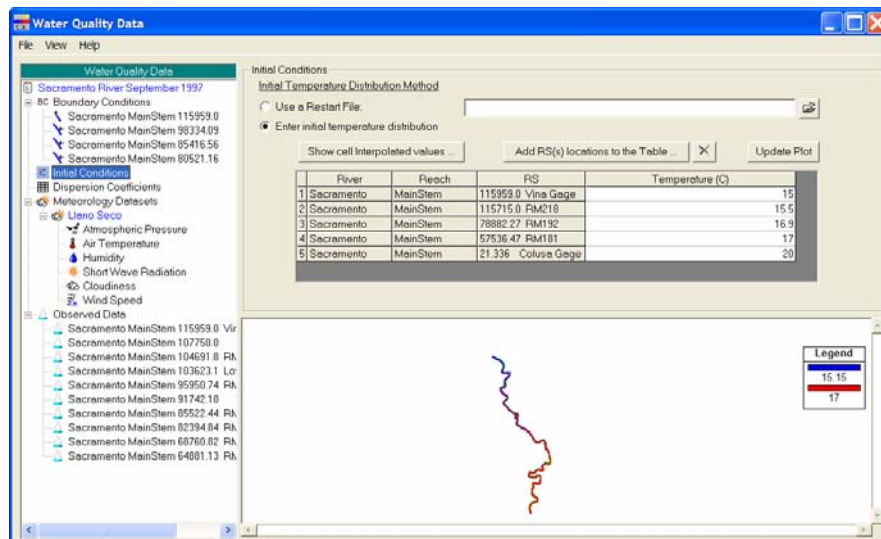 Water Quality Data
File View Help
Water Quality Data
Sacramento River September 1997
BC Boundary Conditions
Sacramento MainStem 115959.0
Sacramento MainStem 98334.09
Sacramento MainStem 85416.56
Sacramento MainStem 80521.16
IC Initial Conditions
Dispersion Coefficients
Meteorology Datasets
Llano Seco
Atmospheric Pressure
Air Temperature
Humidity
Short Wave Radiation
Cloudiness
Wind Speed
Observed Data
Sacramento MainStem 115959.0 Vir
Sacramento MainStem 107750.0
Sacramento MainStem 104691.8 RM
Sacramento MainStem 103623.1 Lo
Sacramento MainStem 95950.74 RM
Sacramento MainStem 91742.10
Sacramento MainStem 85522.44 RM
Sacramento MainStem 82394.84 RM
Sacramento MainStem 68760.82 RM
Sacramento MainStem 64881.13 RM
Initial Conditions
Initial Temperature Distribution Method
Use a Restart File:
Enter initial temperature distribution
Show cell Interpolated values ... Add RS(s) locations to the Table ... Update Plot
River Reach RS Temperature (C)
1 Sacramento MainStem 115959.0 Vina Gage 15
2 Sacramento MainStem 115715.0 RM218 15.5
3 Sacramento MainStem 78882.27 RM192 16.9
4 Sacramento MainStem 57536.47 RM181 17
5 Sacramento MainStem 21.336 Colusa Gage 20
Legend
15.15
17